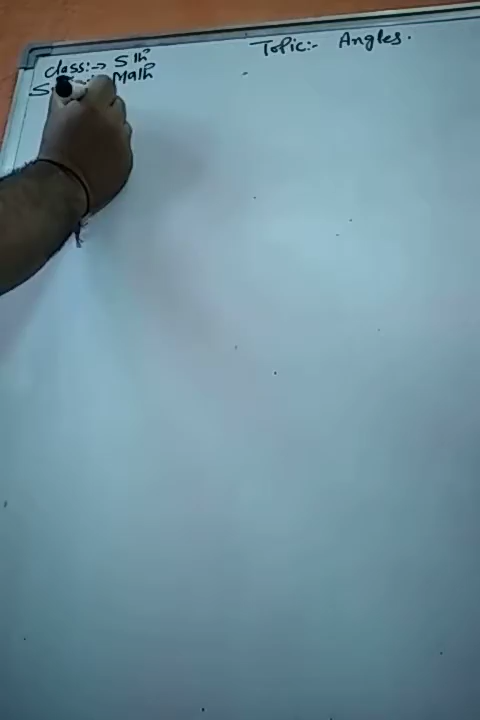 Class:→ 5th
Topic:- Angles.
Math